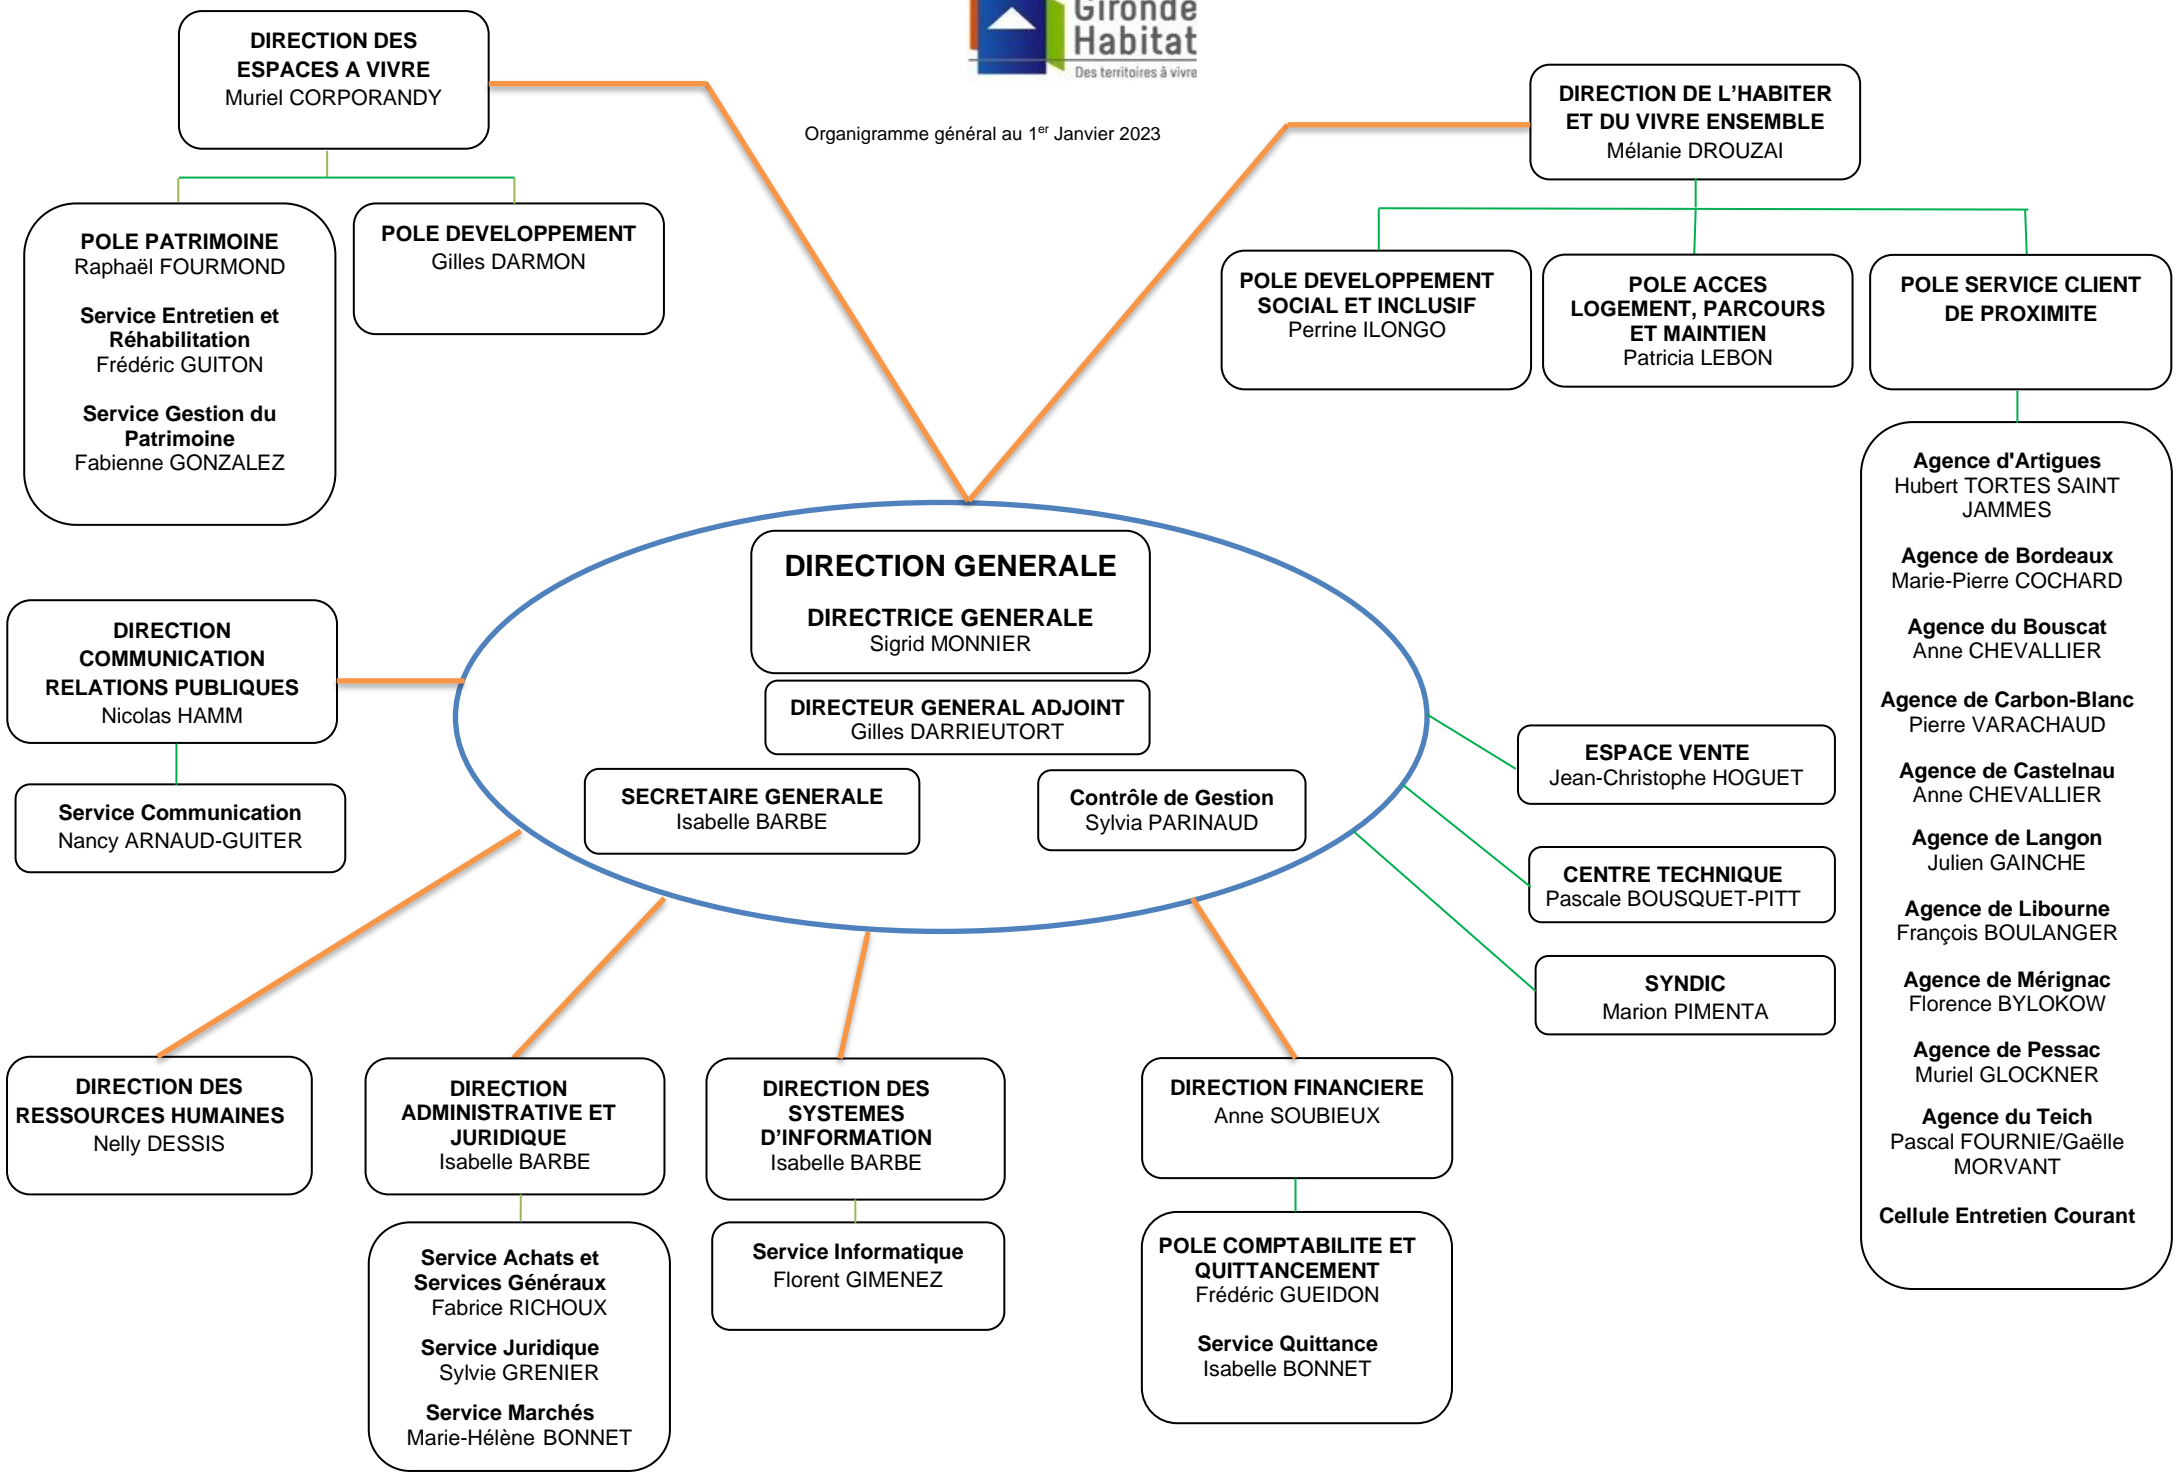 Gironde
Habitat
Des territoires à vivre
Organigramme général au 1er Janvier 2023
DIRECTION DES
ESPACES A VIVRE
Muriel CORPORANDY
DIRECTION DE L’HABITER
ET DU VIVRE ENSEMBLE
Mélanie DROUZAI
POLE PATRIMOINE
Raphaël FOURMOND
Service Entretien et
Réhabilitation
Frédéric GUITON
Service Gestion du
Patrimoine
Fabienne GONZALEZ
POLE DEVELOPPEMENT
Gilles DARMON
POLE DEVELOPPEMENT
SOCIAL ET INCLUSIF
Perrine ILONGO
POLE ACCES
LOGEMENT, PARCOURS
ET MAINTIEN
Patricia LEBON
POLE SERVICE CLIENT
DE PROXIMITE
Agence d'Artigues
Hubert TORTES SAINT
JAMMES
Agence de Bordeaux
Marie-Pierre COCHARD
Agence du Bouscat
Anne CHEVALLIER
Agence de Carbon-Blanc
Pierre VARACHAUD
Agence de Castelnau
Anne CHEVALLIER
Agence de Langon
Julien GAINCHE
Agence de Libourne
François BOULANGER
Agence de Mérignac
Florence BYLOKOW
Agence de Pessac
Muriel GLOCKNER
Agence du Teich
Pascal FOURNIE/Gaëlle
MORVANT
Cellule Entretien Courant
DIRECTION GENERALE
DIRECTRICE GENERALE
Sigrid MONNIER
DIRECTEUR GENERAL ADJOINT
Gilles DARRIEUTORT
SECRETAIRE GENERALE
Isabelle BARBE
Contrôle de Gestion
Sylvia PARINAUD
DIRECTION
COMMUNICATION
RELATIONS PUBLIQUES
Nicolas HAMM
Service Communication
Nancy ARNAUD-GUITER
ESPACE VENTE
Jean-Christophe HOGUET
CENTRE TECHNIQUE
Pascale BOUSQUET-PITT
SYNDIC
Marion PIMENTA
DIRECTION DES
RESSOURCES HUMAINES
Nelly DESSIS
DIRECTION
ADMINISTRATIVE ET
JURIDIQUE
Isabelle BARBE
Service Achats et
Services Généraux
Fabrice RICHOUX
Service Juridique
Sylvie GRENIER
Service Marchés
Marie-Hélène BONNET
DIRECTION DES
SYSTEMES
D’INFORMATION
Isabelle BARBE
Service Informatique
Florent GIMENEZ
DIRECTION FINANCIERE
Anne SOUBIEUX
POLE COMPTABILITE ET
QUITTANCEMENT
Frédéric GUEIDON
Service Quittance
Isabelle BONNET